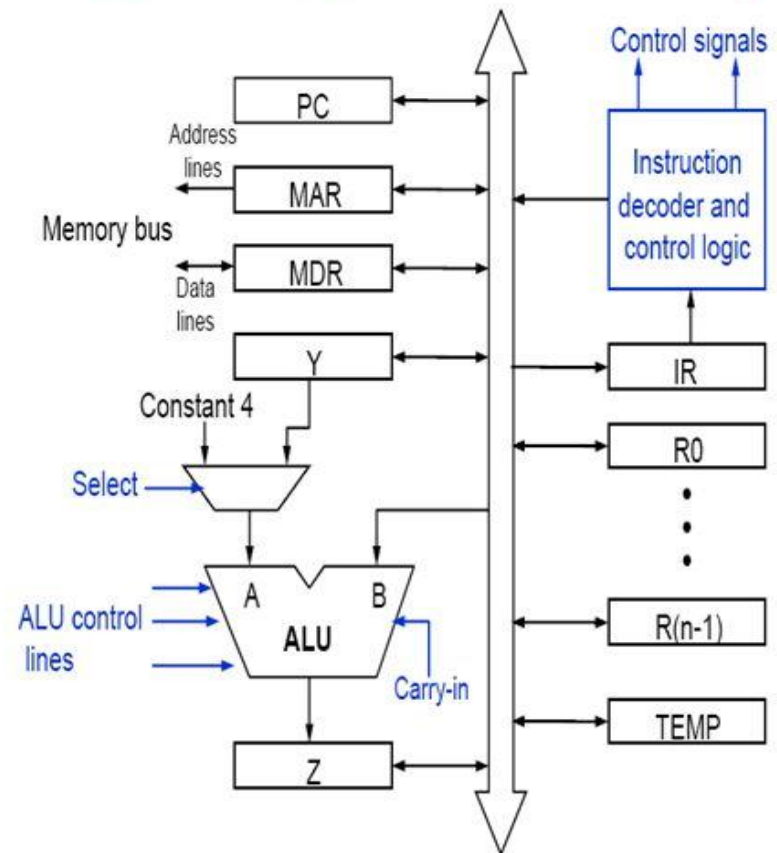 Control signals
PC
Address
lines
Instruction
decoder and
control logic
MAR
Memory bus
MDR
Data
lines
Y
IR
Constant 4
R0
Select
A
B
ALU
ALU control
lines
R(n-1)
Carry-in
TEMP
Z